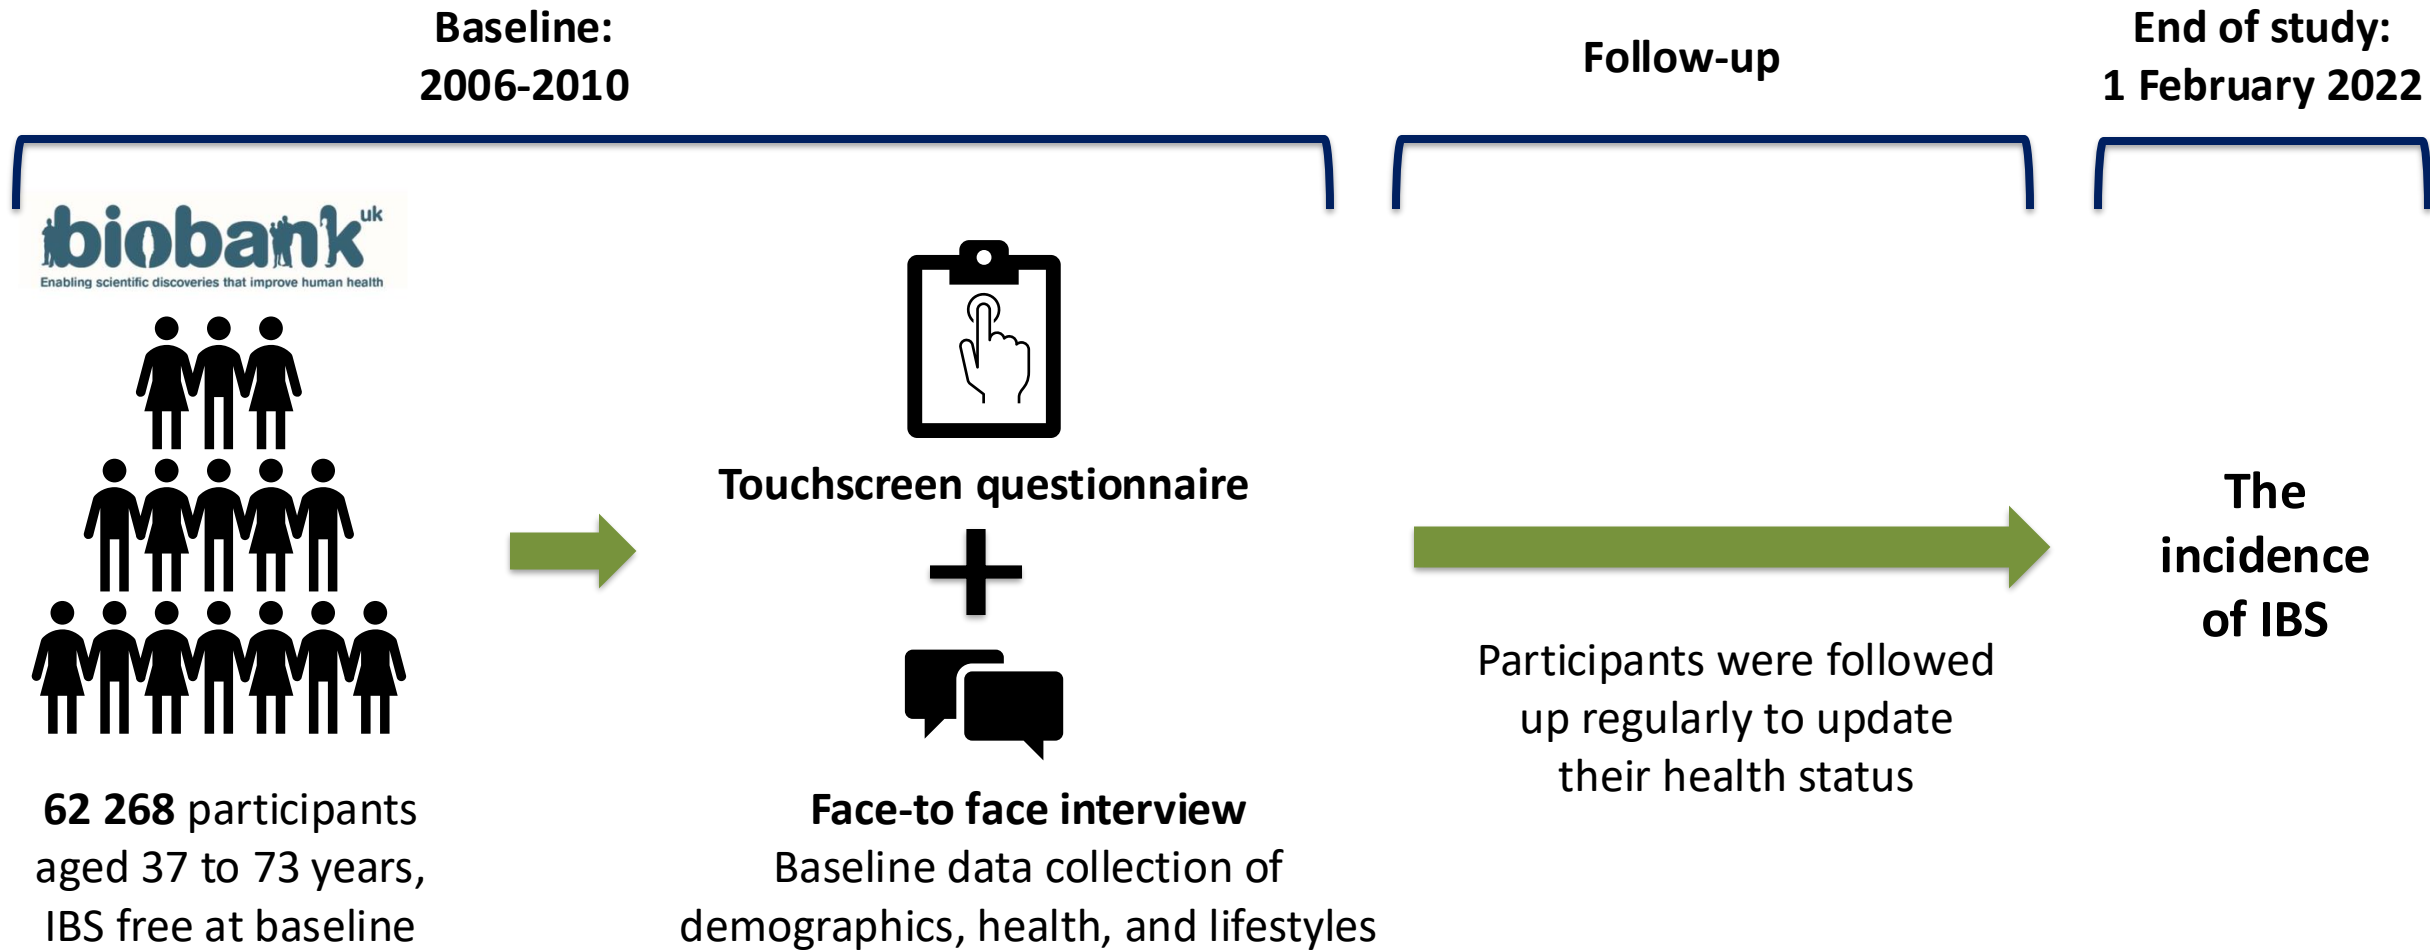 Baseline:
2006-2010
Follow-up
End of study:
1 February 2022
biobank uk
Enabling scientific discoveries that improve human health
62 268 participants
aged 37 to 73 years,
IBS free at baseline
Touchscreen questionnaire
Face-to face interview
Baseline data collection of
demographics, health, and lifestyles
Participants were followed
up regularly to update
their health status
The
incidence
of IBS